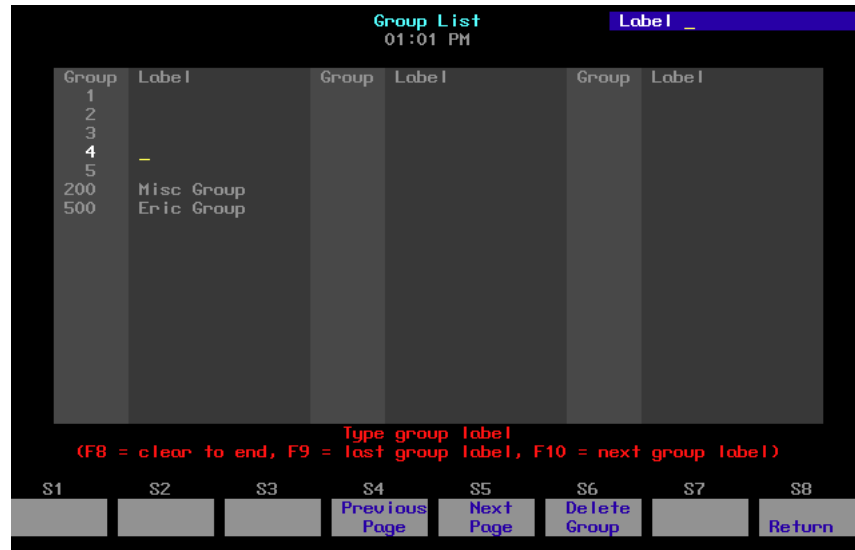 Group List
Label _
01:01 PM
Group Label Group Label Group Label
1
2
3
4 _
5
200 Misc Group
500 Eric Group
Type group label
(F8 = clear to end, F9 = last group label, F10 = next group label)
S1 S2 S3 S4 S5 S6 S7 S8
Previous Next Delete
Page Page Group Return